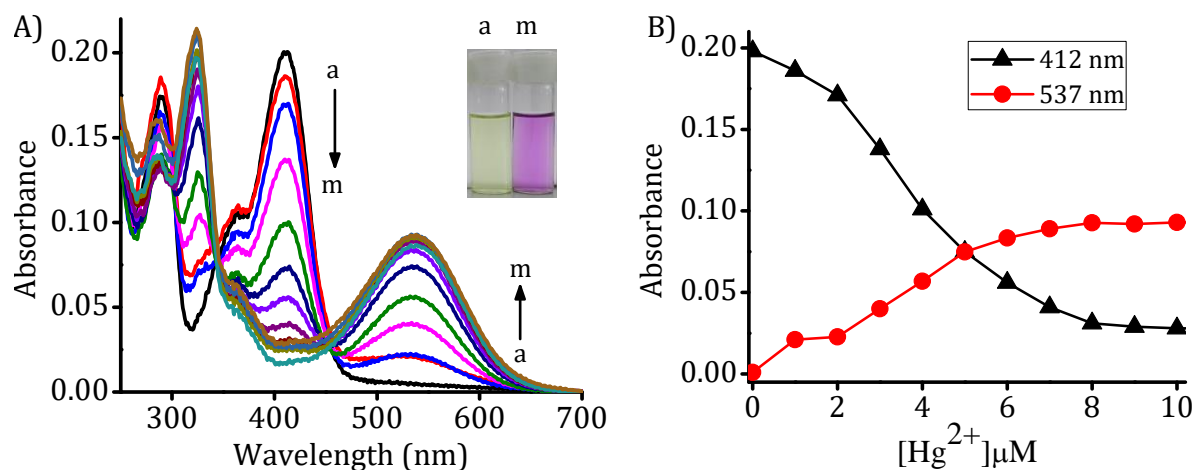 A)
a m
0.20
0.15
0.10
0.05
0.00
Absorbance
a
m
m
a
300 400 500 600 700
Wavelength (nm)
B)
412 nm
537 nm
0.20
0.15
0.10
0.05
0.00
Absorbance
0 2 4 6 8 10
[Hg2+]μM